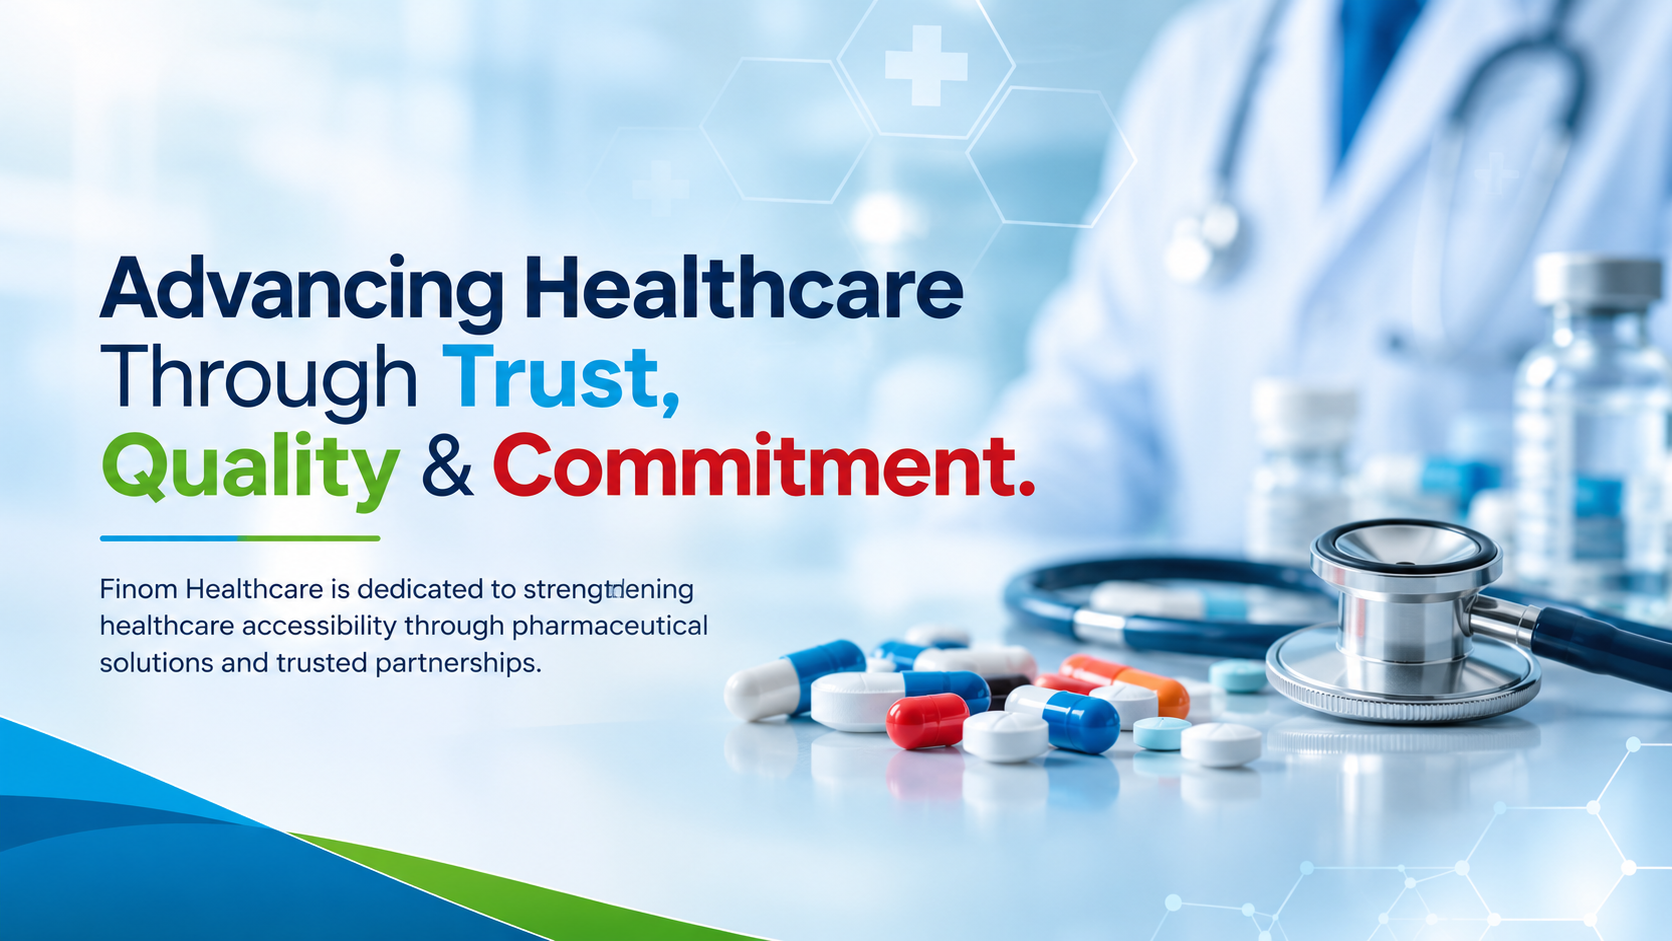 Advancing Healthcare
Through Trust,
Quality & Commitment.
Finom Healthcare is dedicated to
healthcare accessibility through pharmaceutical
solutions and trusted partnerships.